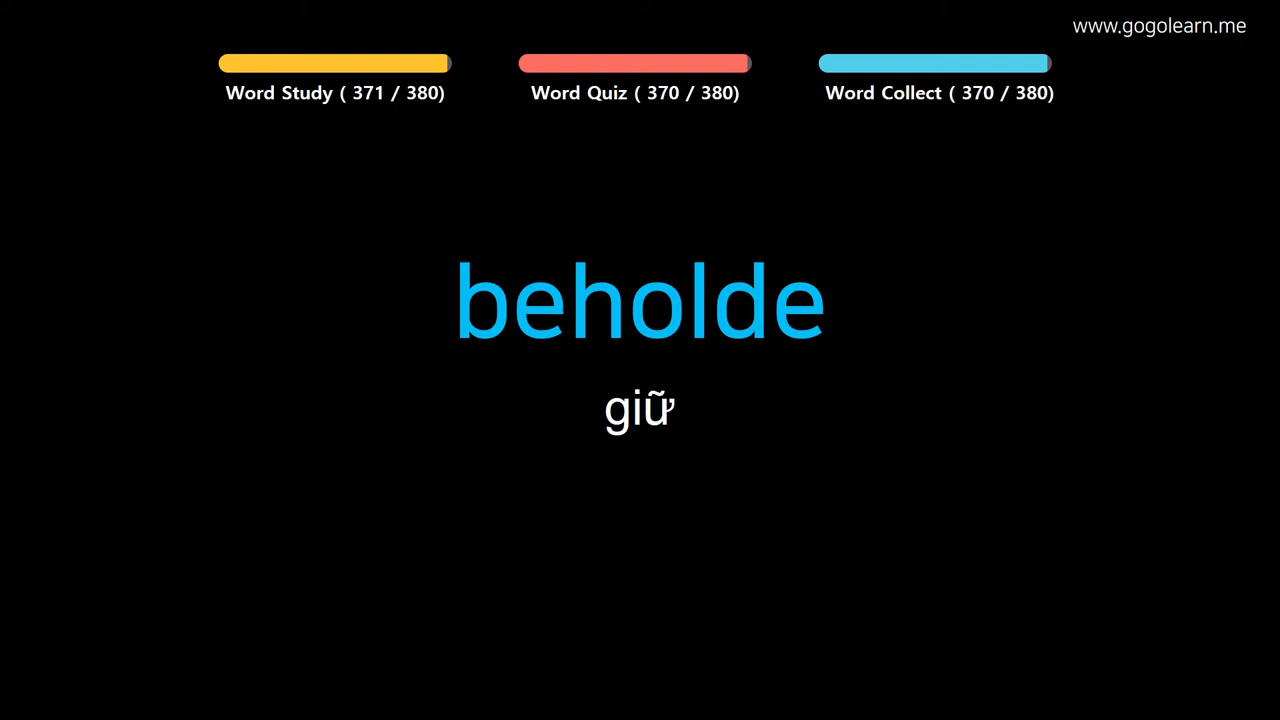 www.gogolearn.me
Word Study ( 371 / 380)
Word Quiz ( 370 / 380)
Word Collect ( 370 / 380)
beholde
giữ